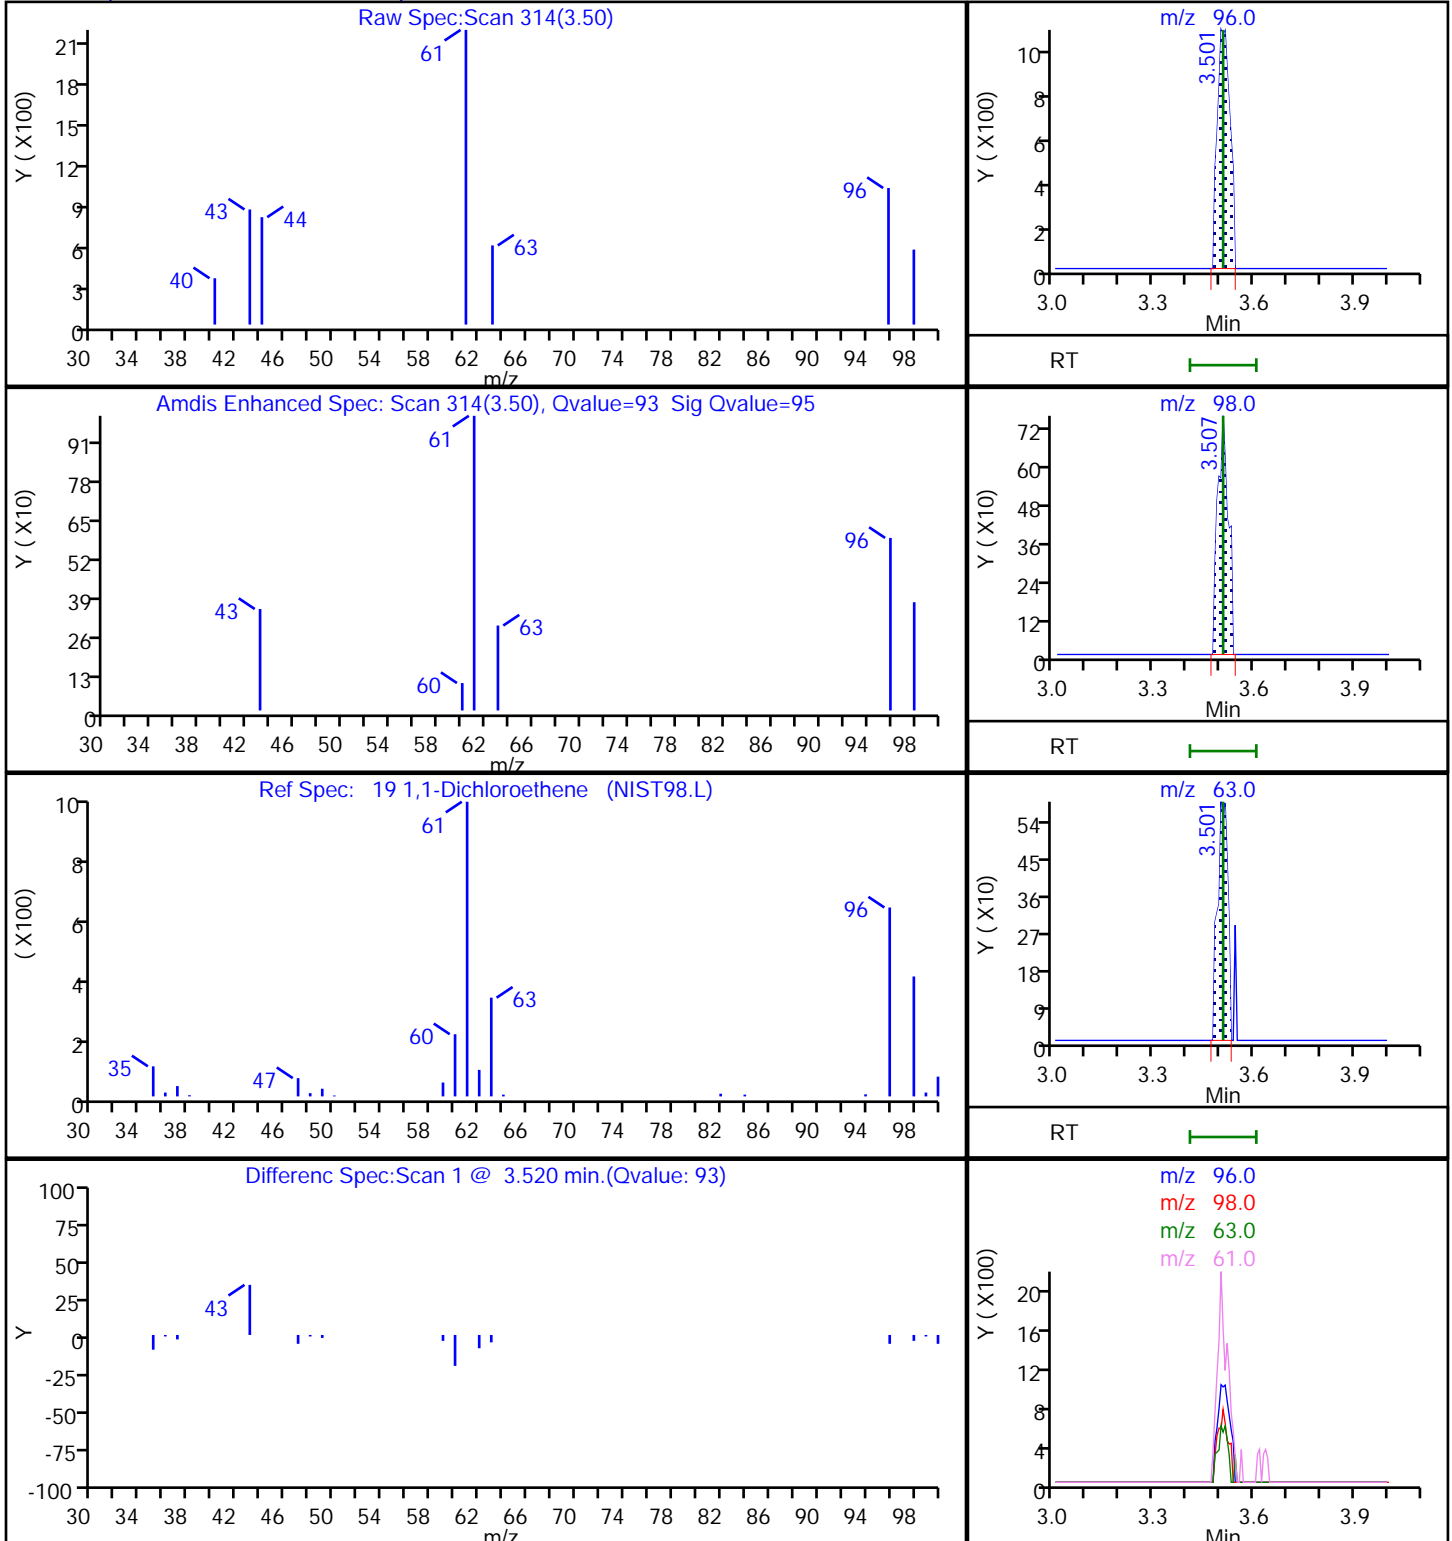 Raw Spec:Scan 314(3.50)
Y ( X100)
21
18
15
12
9
6
3
0
61
43
44
40
63
96
30 34 38 42 46 50 54 58 62 66 70 74 78 82 86 90 94 98
m/z
m/z 96.0
Y ( X100)
10
8
6
4
2
0
3.501
3.0 3.3 3.6 3.9
Min
RT
Amdis Enhanced Spec: Scan 314(3.50), Qvalue=93 Sig Qvalue=95
Y ( X10)
91
78
65
52
39
26
13
0
61
43
60
63
96
30 34 38 42 46 50 54 58 62 66 70 74 78 82 86 90 94 98
m/z
m/z 98.0
Y ( X10)
72
60
48
36
24
12
0
3.507
3.0 3.3 3.6 3.9
Min
RT
Ref Spec: 19 1,1-Dichloroethene (NIST98.L)
( X100)
10
8
6
4
2
0
61
35
47
60
63
96
30 34 38 42 46 50 54 58 62 66 70 74 78 82 86 90 94 98
m/z 63.0
Y ( X10)
54
45
36
27
18
9
0
3.501
3.0 3.3 3.6 3.9
Min
RT
Differenc Spec:Scan 1 @ 3.520 min.(Qvalue: 93)
Y
100
75
50
25
0
-25
-50
-75
-100
43
30 34 38 42 46 50 54 58 62 66 70 74 78 82 86 90 94 98
m/z
m/z 96.0
m/z 98.0
m/z 63.0
m/z 61.0
Y ( X100)
20
16
12
8
4
0
3.0 3.3 3.6 3.9
Min